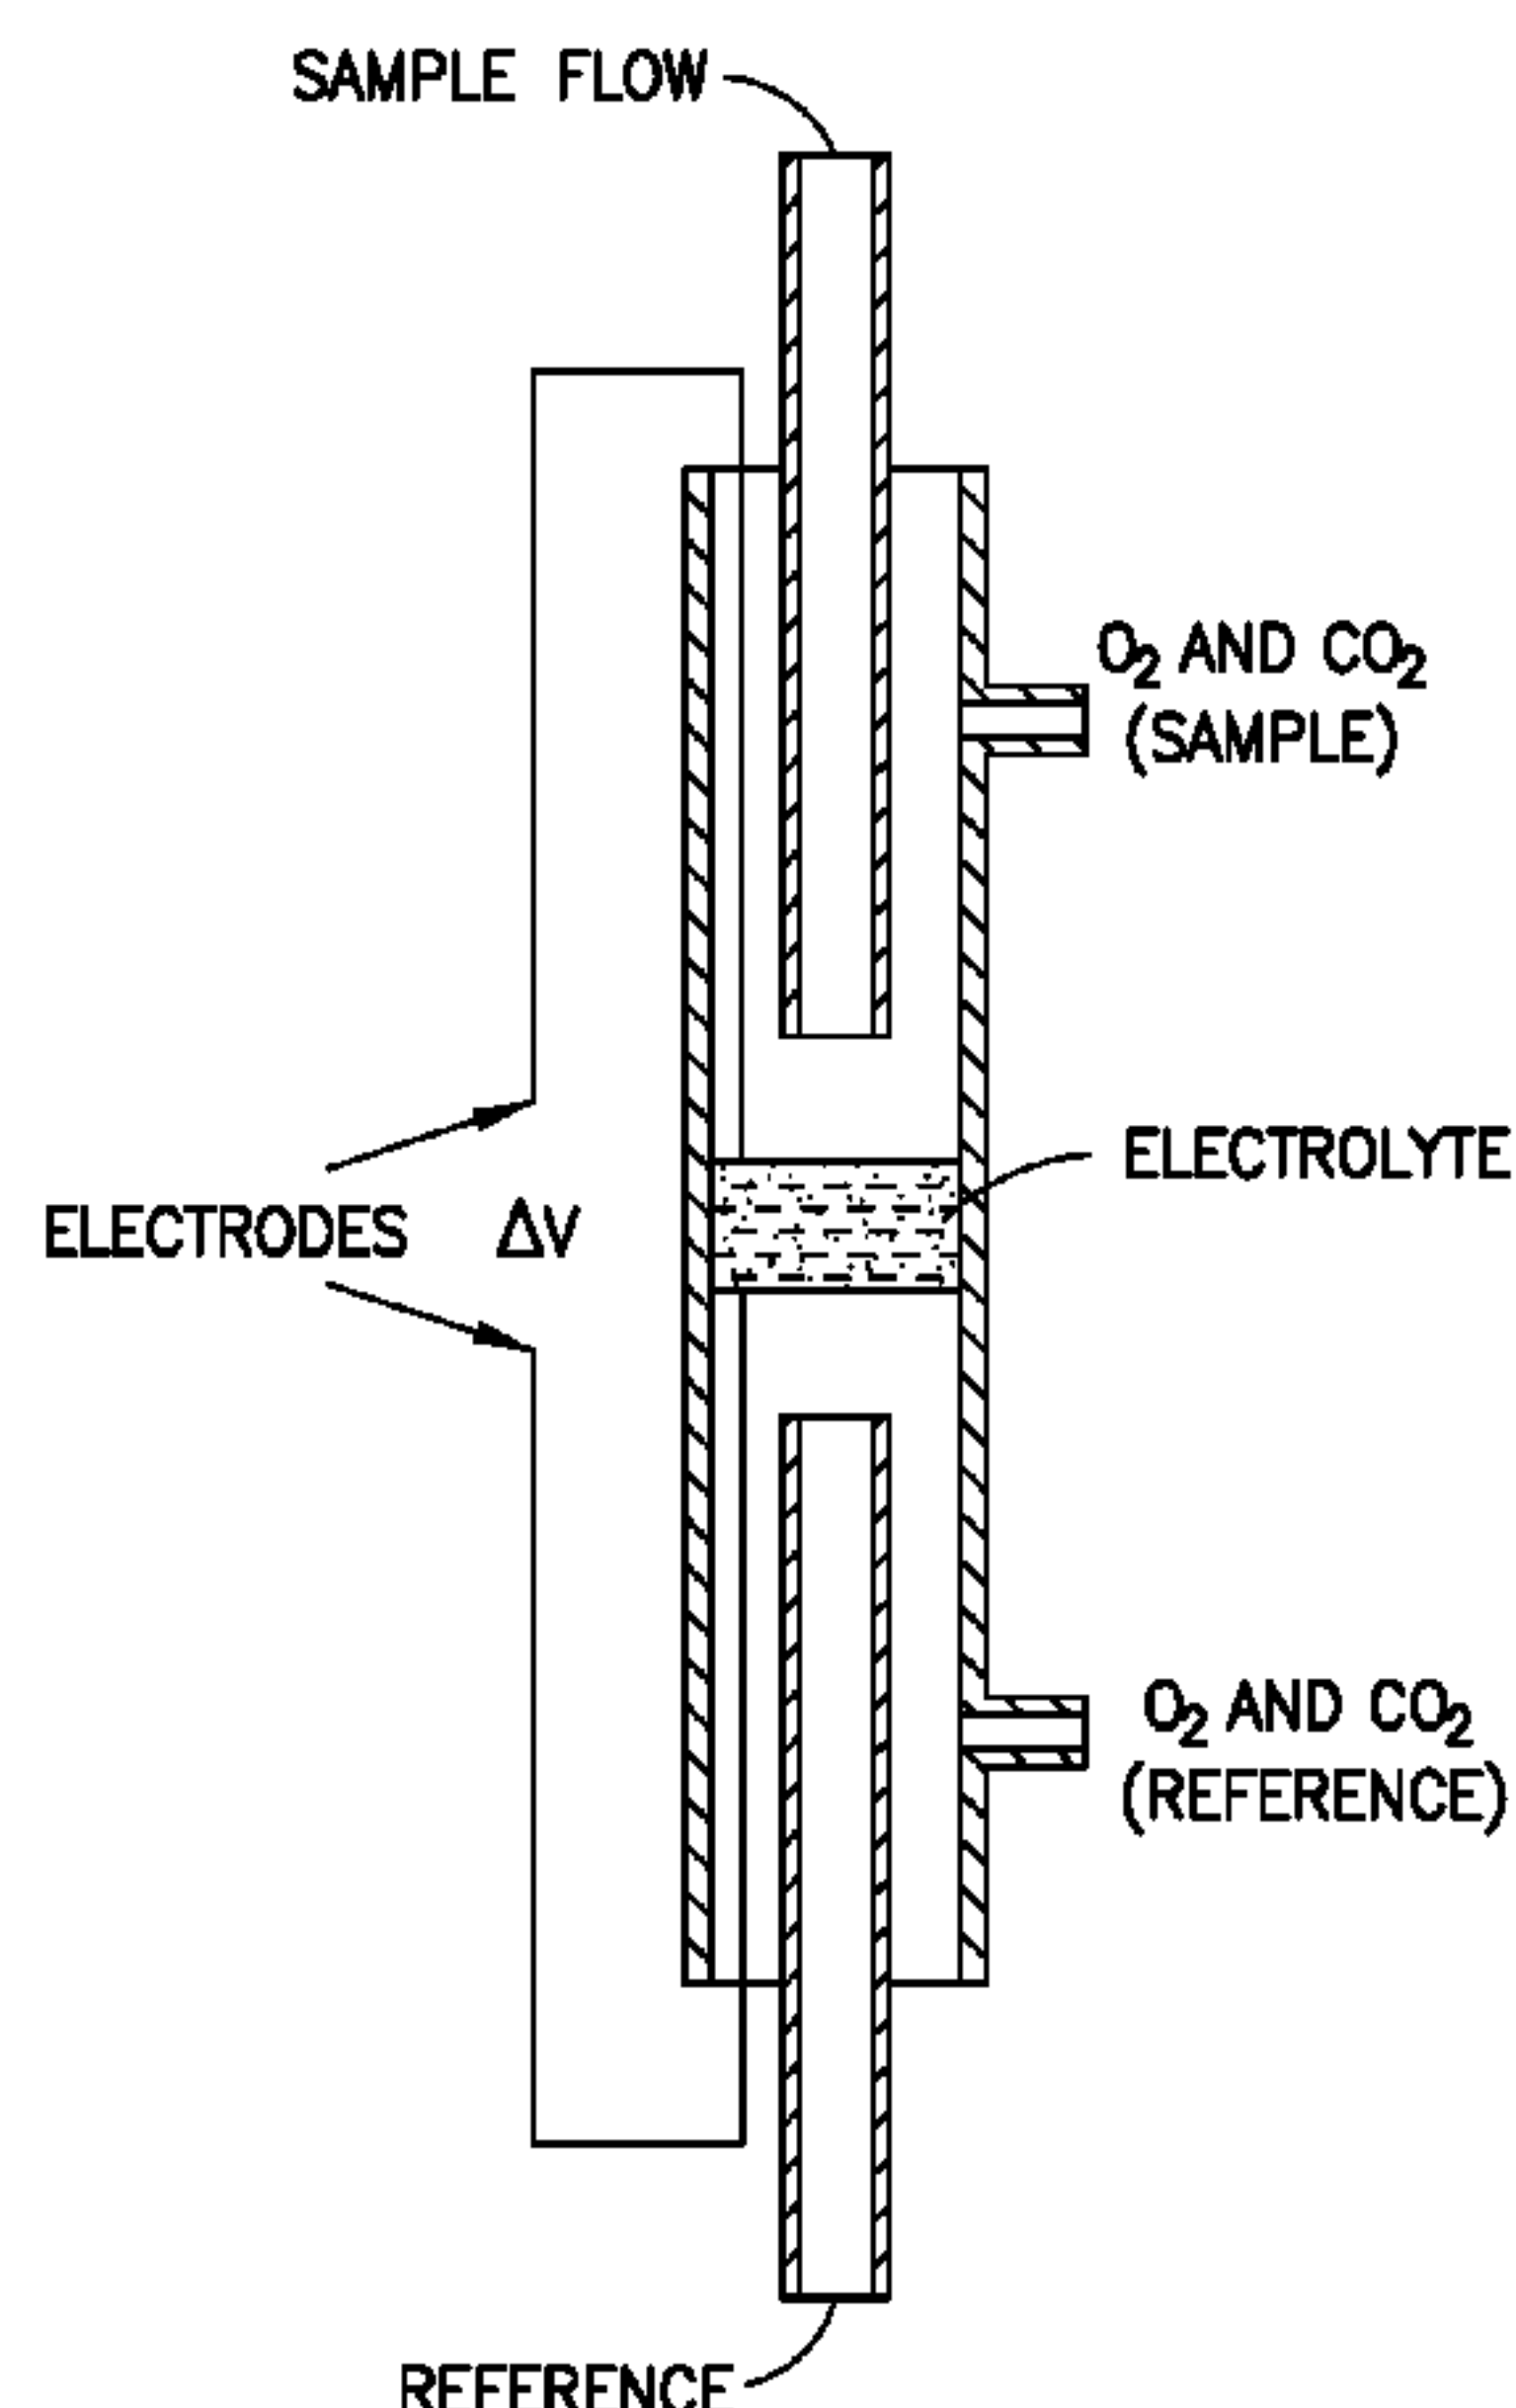 SAMPLE FLOW
O₂ AND CO₂
(SAMPLE)
ELECTROLYTE
ELECTRODES ΔV
O₂ AND CO₂
(REFERENCE)
REFERENCE